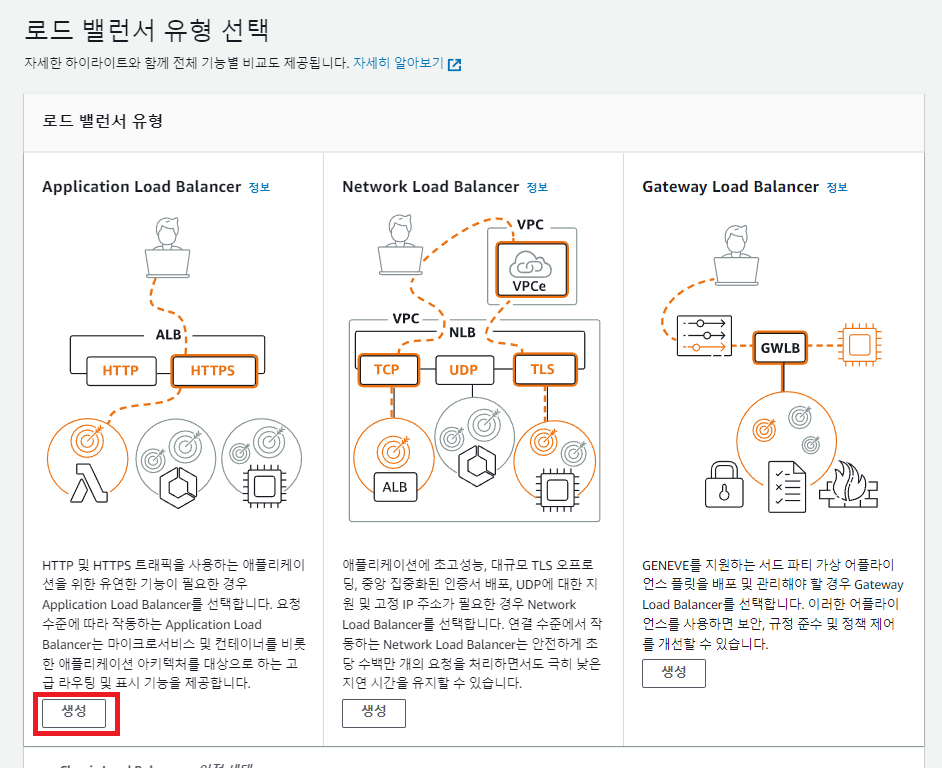 로드 밸런서 유형 선택
자세한 하이라이트와 함께 전체 기능별 비교도 제공됩니다. 자세히 알아보기
로드 밸런서 유형
Application Load Balancer 정보
ALB
HTTP
HTTPS
HTTP 및 HTTPS 트래픽을 사용하는 애플리케이
션을 위한 유연한 기능이 필요한 경우
Application Load Balancer를 선택합니다. 요청
수준에 따라 작동하는 Application Load
Balancer는 마이크로서비스 및 컨테이너를 비롯
한 애플리케이션 아키텍처를 대상으로 하는 고
급 라우팅 및 표시 기능을 제공합니다.
생성
Network Load Balancer 정보
VPC
VPCe
VPC
NLB
TCP
UDP
TLS
ALB
애플리케이션에 초고성능, 대규모 TLS 오프로
딩, 중앙 집중화된 인증서 배포, UDP에 대한 지
원 및 고정 IP 주소가 필요한 경우 Network
Load Balancer를 선택합니다. 연결 수준에서 작
동하는 Network Load Balancer는 안전하게 초
당 수백만 개의 요청을 처리하면서도 극히 낮은
지연 시간을 유지할 수 있습니다.
생성
Gateway Load Balancer 정보
GWLB
GENEVE를 지원하는 서드 파티 가상 어플라이
언스 플릿을 배포 및 관리해야 할 경우 Gateway
Load Balancer를 선택합니다. 이러한 어플라이
언스를 사용하면 보안, 규정 준수 및 정책 제어
를 개선할 수 있습니다.
생성